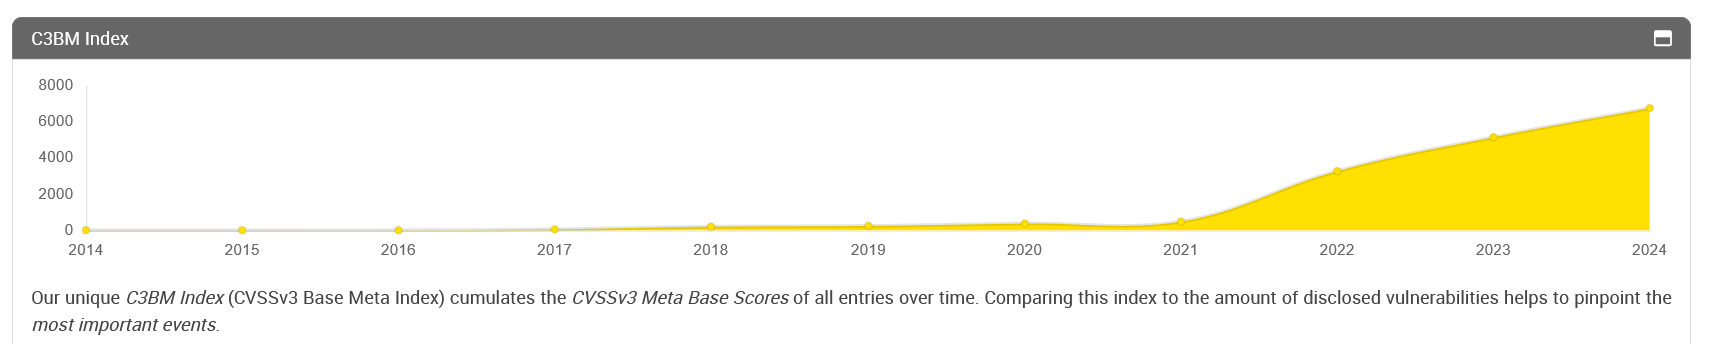 C3BM Index
8000
6000
4000
2000
0
2014 2015 2016 2017 2018 2019 2020 2021 2022 2023 2024
Our unique C3BM Index (CVSSv3 Base Meta Index) cumulates the CVSSv3 Meta Base Scores of all entries over time. Comparing this index to the amount of disclosed vulnerabilities helps to pinpoint the
most important events.